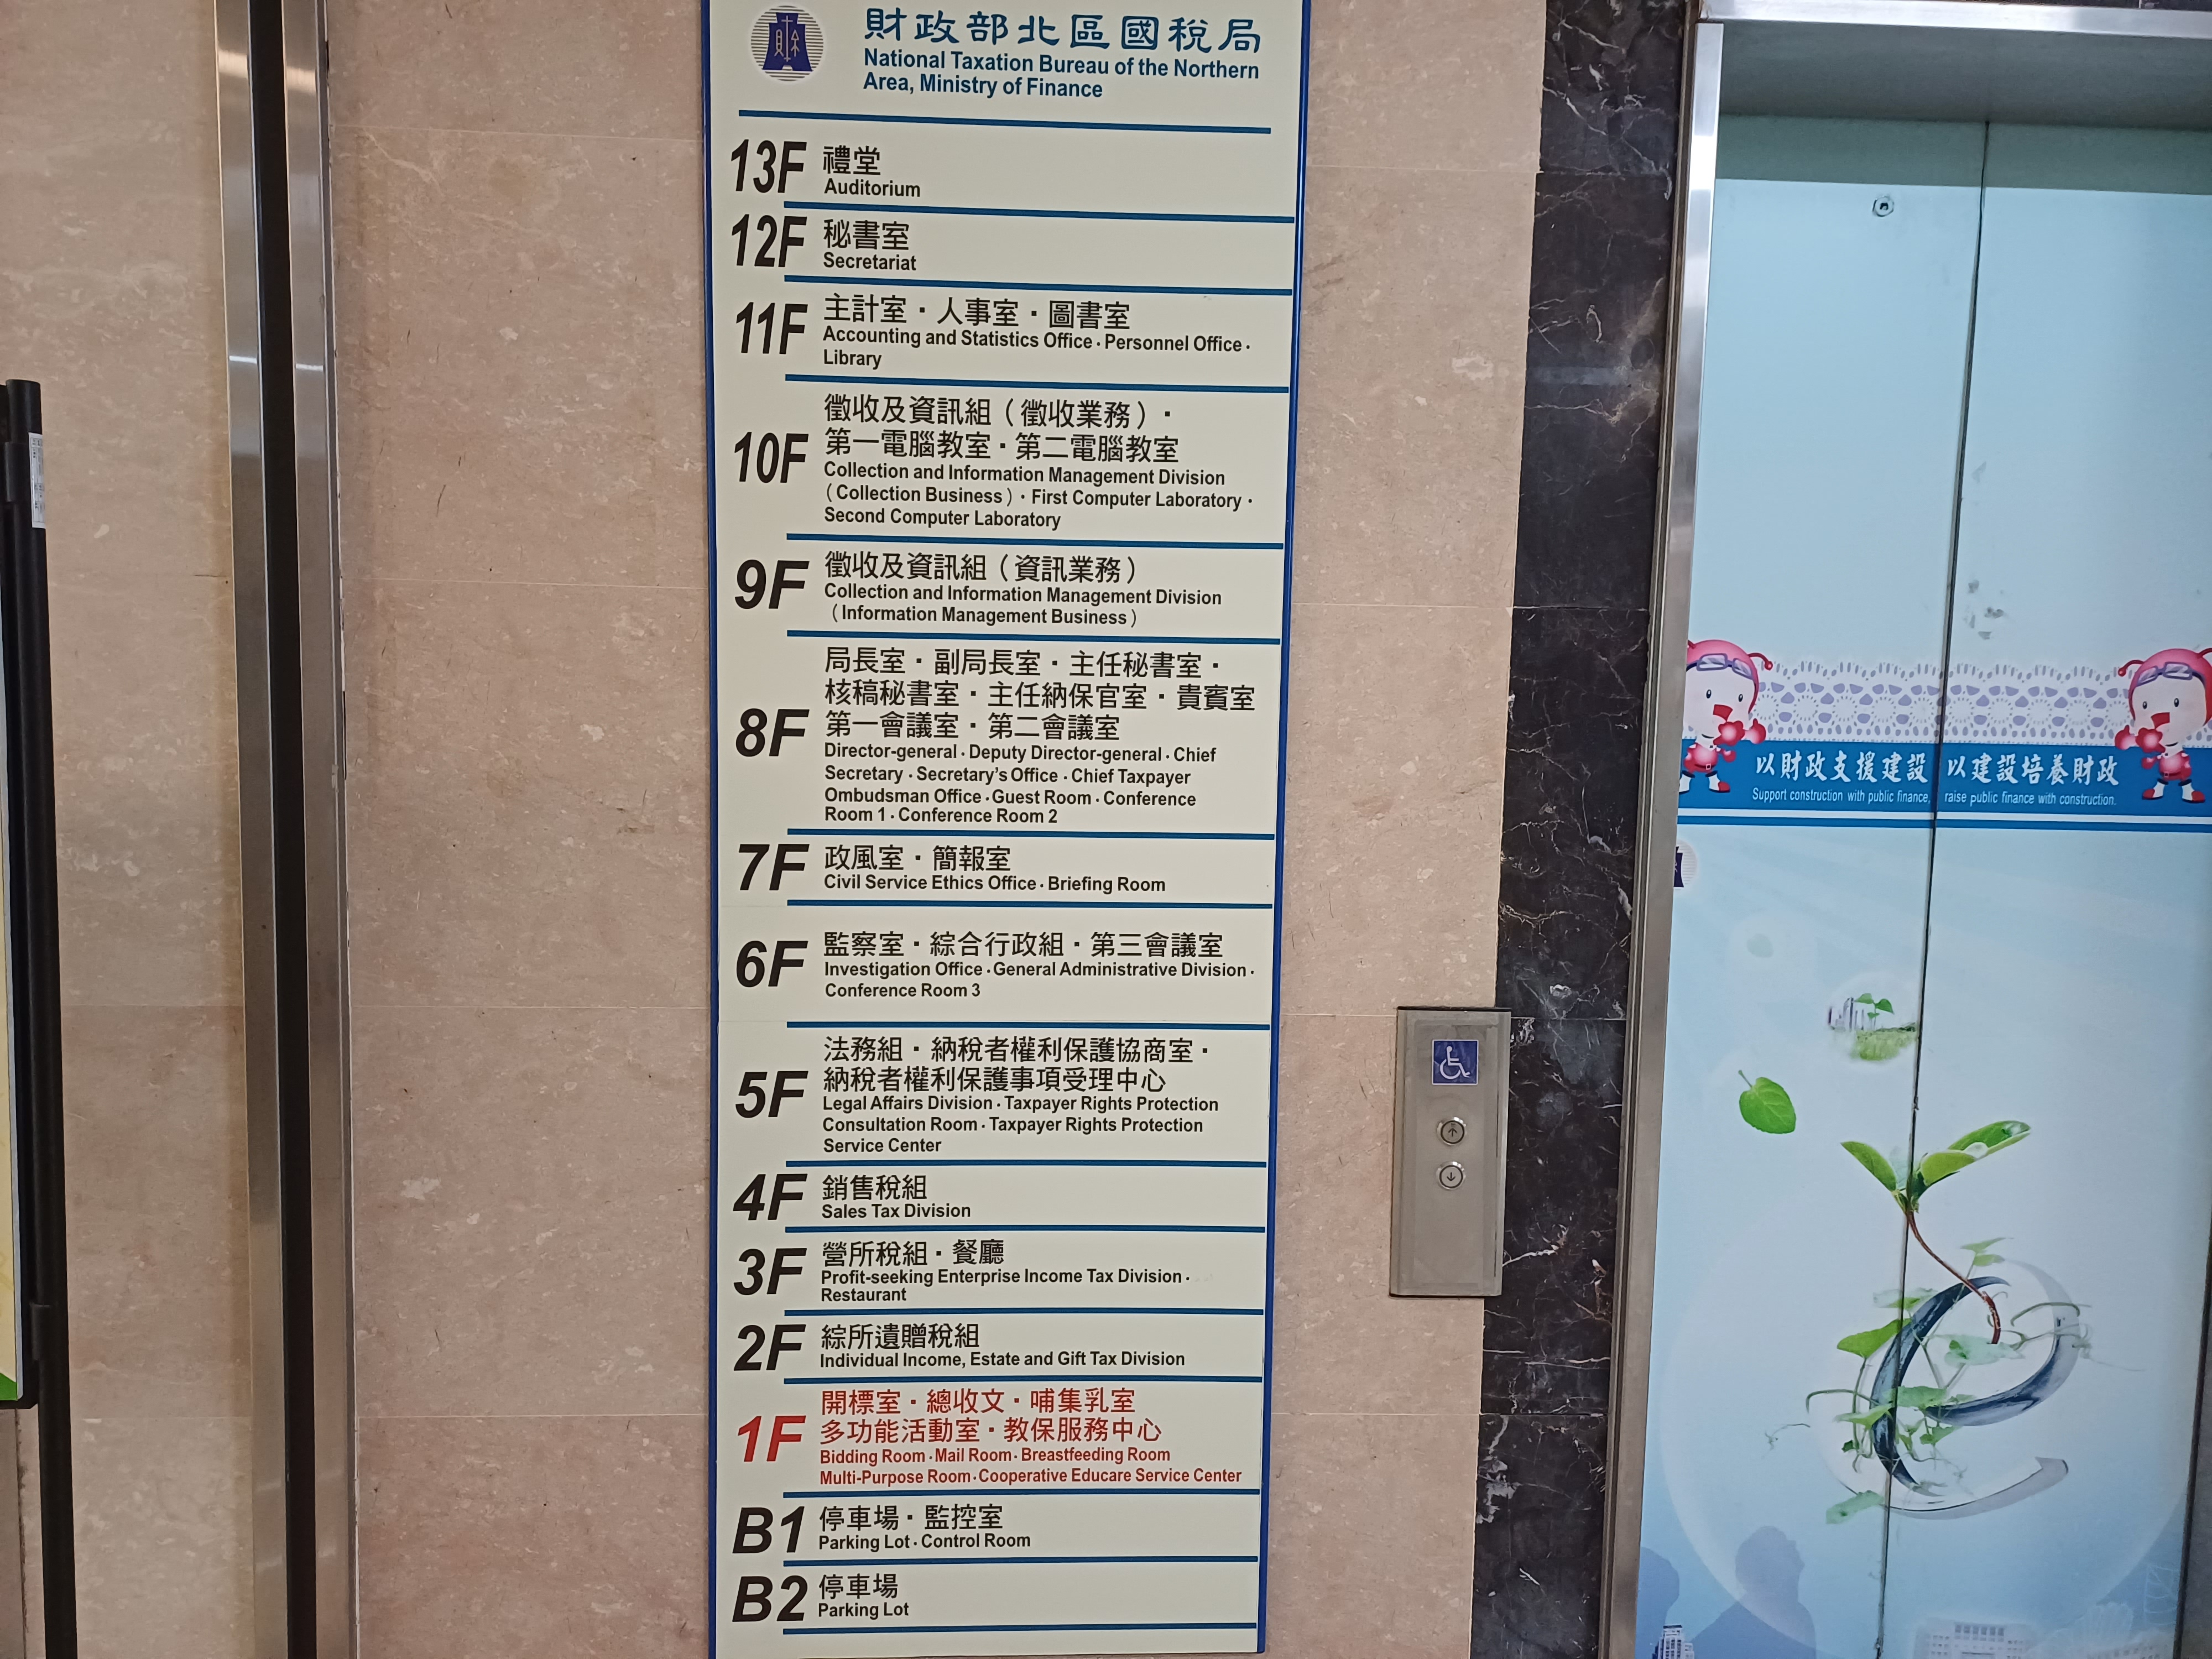 財政部北區國稅局
National Taxation Bureau of the Northern
Area, Ministry of Finance
13F 禮堂
Auditorium
12F 秘書室
Secretariat
11F 主計室・人事室・圖書室
Accounting and Statistics Office・Personnel Office・
Library
10F 徵收及資訊組（徵收業務）・
第一電腦教室・第二電腦教室
Collection and Information Management Division
（Collection Business）・First Computer Laboratory・
Second Computer Laboratory
9F 徵收及資訊組（資訊業務）
Collection and Information Management Division
（Information Management Business）
8F 局長室・副局長室・主任秘書室・
核稿秘書室・主任納保官室・貴賓室
第一會議室・第二會議室
Director-general・Deputy Director-general・Chief
Secretary・Secretary's Office・Chief Taxpayer
Ombudsman Office・Guest Room・Conference
Room 1・Conference Room 2
7F 政風室・簡報室
Civil Service Ethics Office・Briefing Room
6F 監察室・綜合行政組・第三會議室
Investigation Office・General Administrative Division・
Conference Room 3
5F 法務組・納稅者權利保護協商室・
納稅者權利保護事項受理中心
Legal Affairs Division・Taxpayer Rights Protection
Consultation Room・Taxpayer Rights Protection
Service Center
4F 銷售稅組
Sales Tax Division
3F 營所稅組・餐廳
Profit-seeking Enterprise Income Tax Division・
Restaurant
2F 綜所遺贈稅組
Individual Income, Estate and Gift Tax Division
1F 開標室・總收文・哺集乳室
多功能活動室・教保服務中心
Bidding Room・Mail Room・Breastfeeding Room
Multi-Purpose Room・Cooperative Educare Service Center
B1 停車場・監控室
Parking Lot・Control Room
B2 停車場
Parking Lot
以財政支援建設 以建設培養財政
Support construction with public finance, raise public finance with construction.